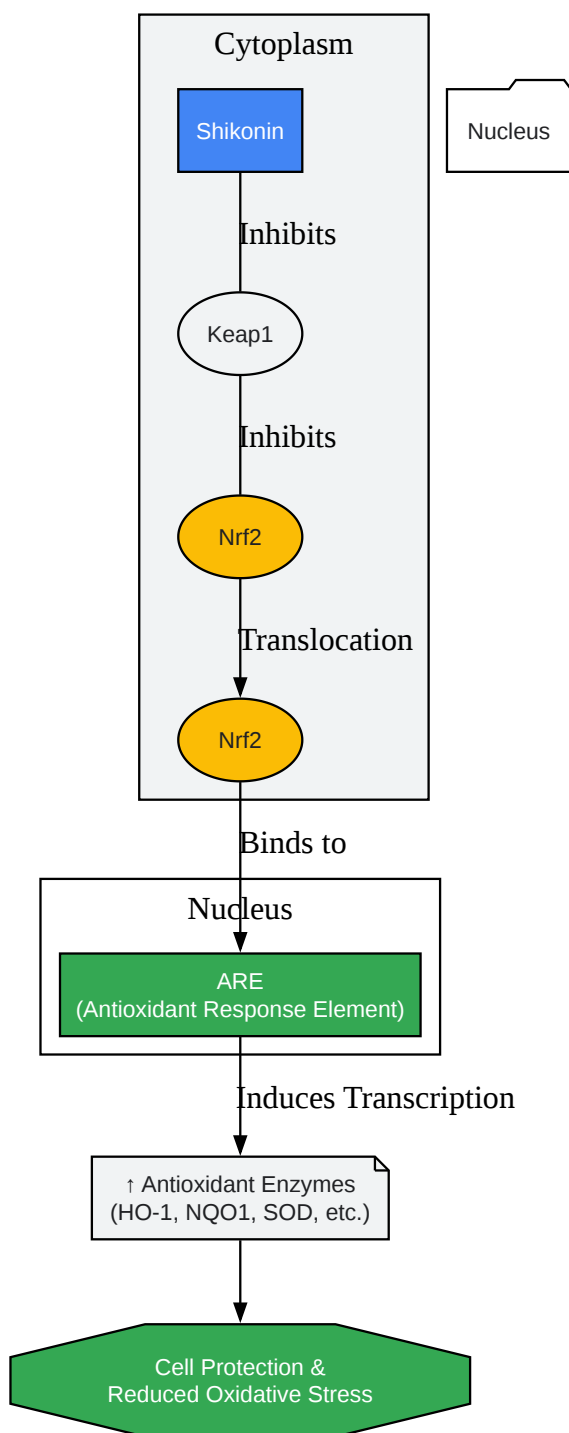 Cytoplasm
Shikonin
Nucleus
Inhibits
Keap1
Inhibits
Nrf2
Translocation
Nrf2
Binds to
Nucleus
ARE
(Antioxidant Response Element)
Induces Transcription
↑ Antioxidant Enzymes
(HO-1, NQO1, SOD, etc.)
Cell Protection &
Reduced Oxidative Stress